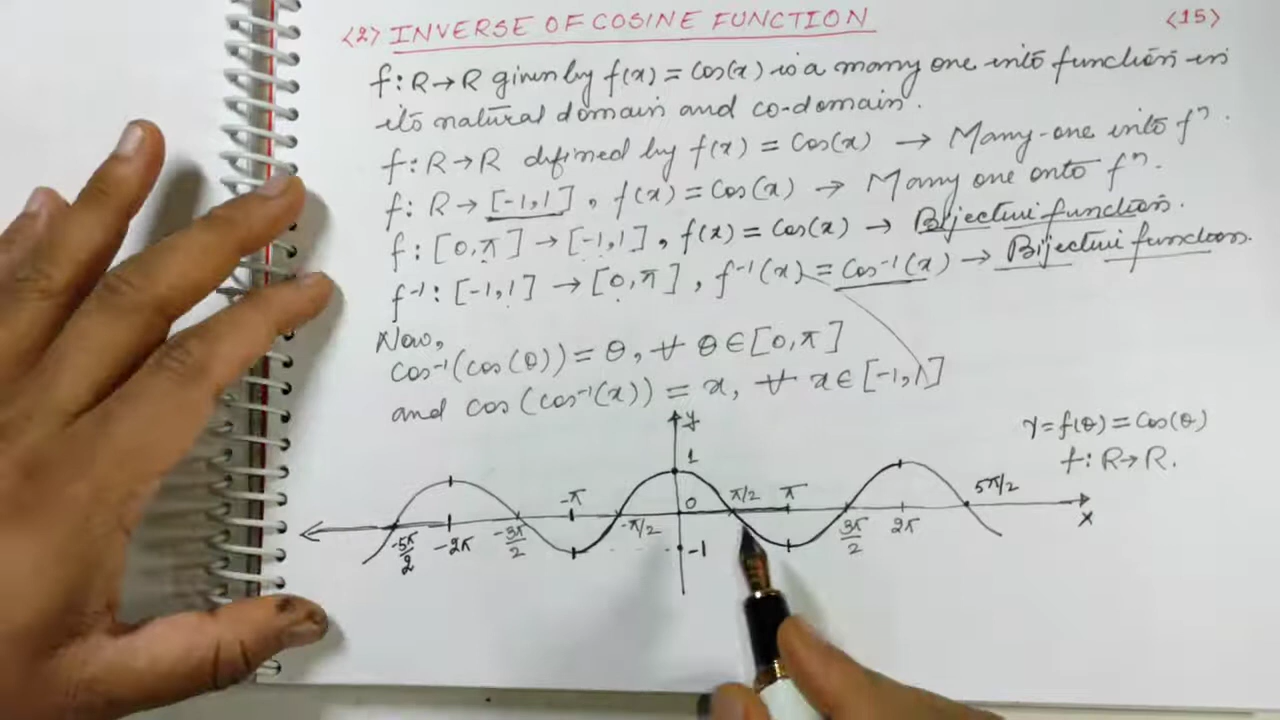 <2> INVERSE OF COSINE FUNCTION <15>
f: R→R given by f(x) = Cos(x) is a many one into function in
its natural domain and co-domain.
f: R→R defined by f(x) = Cos(x) → Many-one into fⁿ.
f: R→ [-1,1], f(x) = Cos(x) → Many one onto fⁿ.
f: [0,π] → [-1,1], f(x) = Cos(x) → Bijective function.
f⁻¹: [-1,1] → [0,π], f⁻¹(x) = Cos⁻¹(x) → Bijective function.
Now,
cos⁻¹(cos(θ)) = θ, ∀ θ∈[0,π]
and cos(cos⁻¹(x)) = x, ∀ x∈[-1,1]
y
Y=f(θ)=Cos(θ)
f: R→R.
1
-π 0 π/2 π 5π/2
-5π/2 -2π -3π/2 -π/2 3π/2 2π X
-1